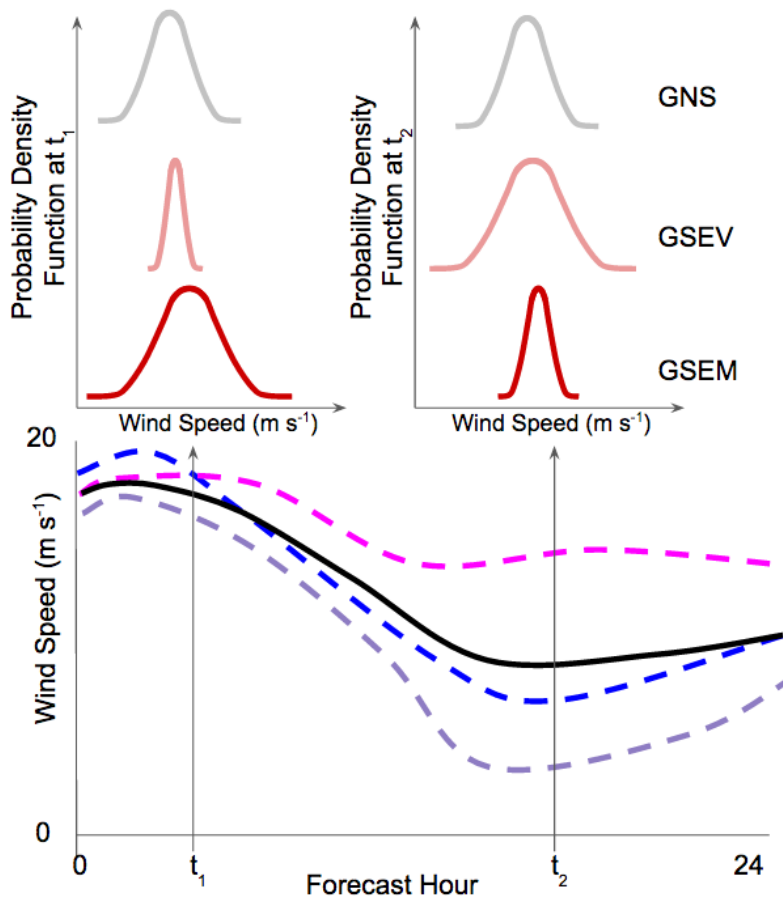 Probability Density
Function at t1
Probability Density
Function at t2
GNS
GSEV
GSEM
Wind Speed (m s-1)
Wind Speed (m s-1)
20
Wind Speed (m s-1)
0
0
t1
Forecast Hour
t2
24